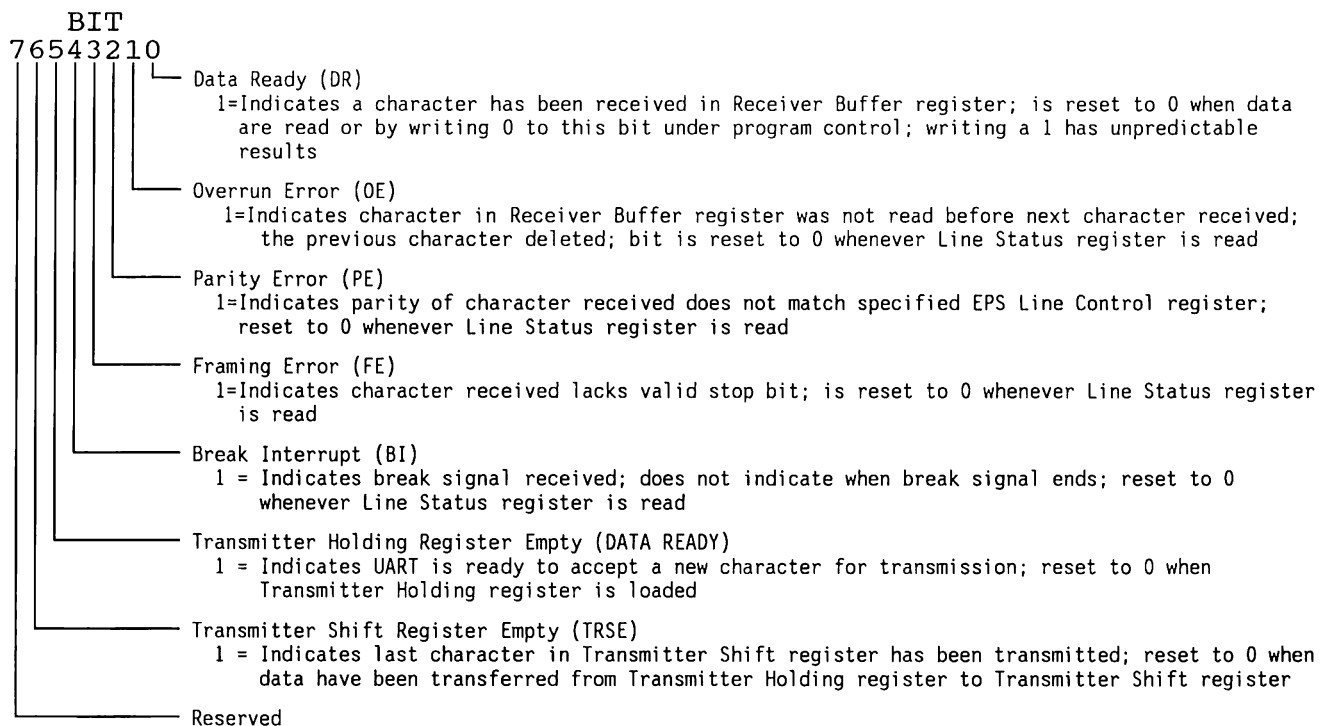 BIT
76543210
Data Ready (DR)
1=Indicates a character has been received in Receiver Buffer register; is reset to 0 when data
are read or by writing 0 to this bit under program control; writing a 1 has unpredictable
results
Overrun Error (OE)
1=Indicates character in Receiver Buffer register was not read before next character received;
the previous character deleted; bit is reset to 0 whenever Line Status register is read
Parity Error (PE)
1=Indicates parity of character received does not match specified EPS Line Control register;
reset to 0 whenever Line Status register is read
Framing Error (FE)
1=Indicates character received lacks valid stop bit; is reset to 0 whenever Line Status register
is read
Break Interrupt (BI)
1 = Indicates break signal received; does not indicate when break signal ends; reset to 0
whenever Line Status register is read
Transmitter Holding Register Empty (DATA READY)
1 = Indicates UART is ready to accept a new character for transmission; reset to 0 when
Transmitter Holding register is loaded
Transmitter Shift Register Empty (TRSE)
1 = Indicates last character in Transmitter Shift register has been transmitted; reset to 0 when
data have been transferred from Transmitter Holding register to Transmitter Shift register
Reserved